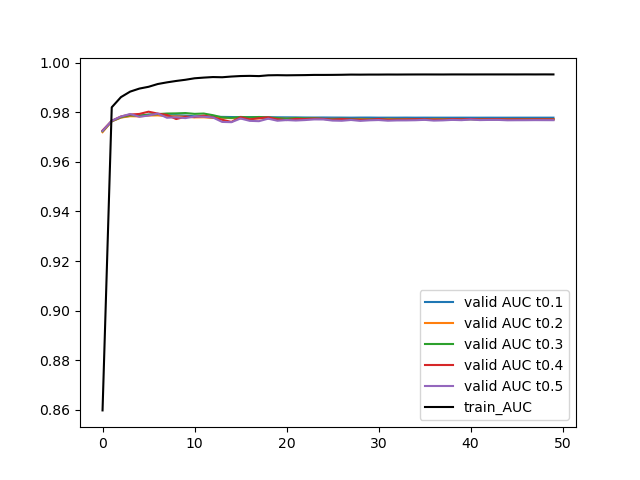 1.00
0.98
0.96
0.94
0.92
0.90
0.88
0.86
0 10 20 30 40 50
valid AUC t0.1
valid AUC t0.2
valid AUC t0.3
valid AUC t0.4
valid AUC t0.5
train_AUC